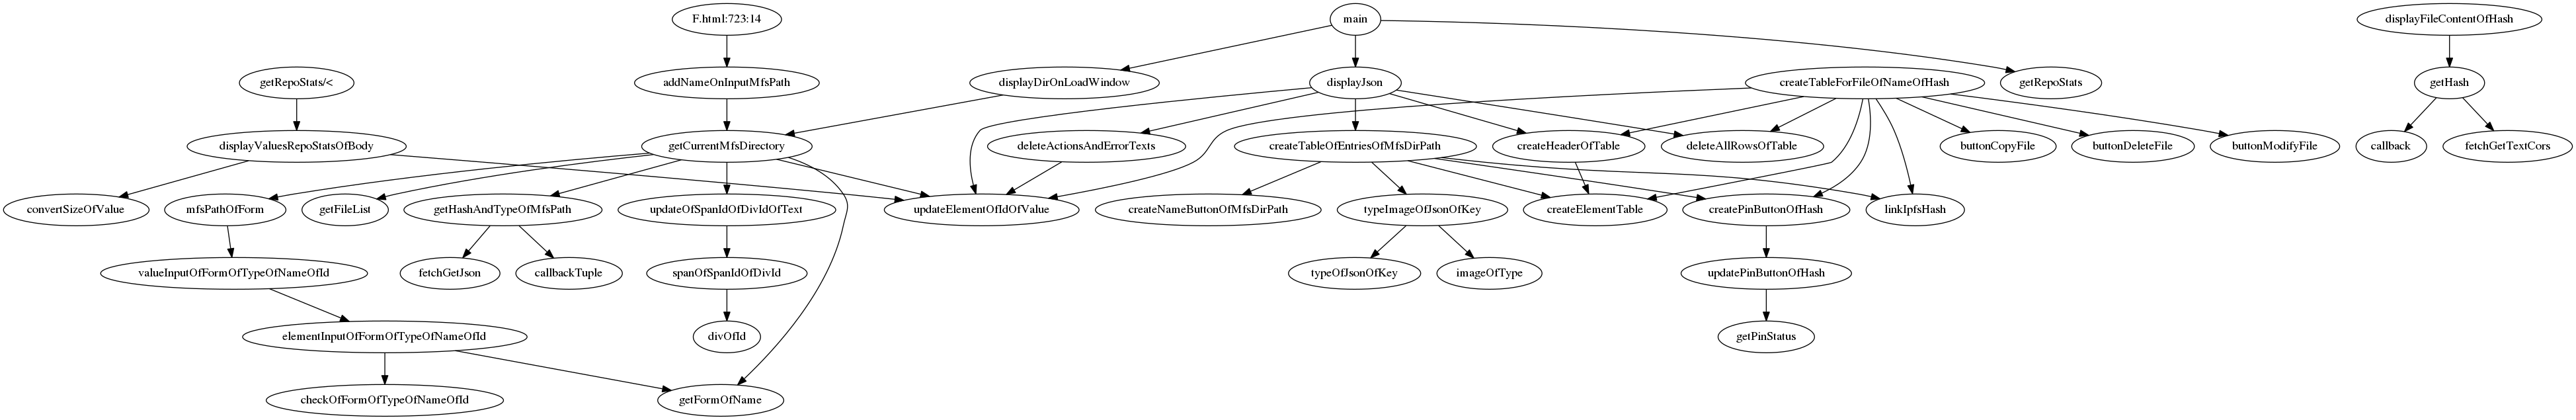 F.html:723:14
main
displayFileContentOfHash
getRepoStats/<
addNameOnInputMfsPath
displayDirOnLoadWindow
displayJson
createTableForFileOfNameOfHash
getRepoStats
getHash
displayValuesRepoStatsOfBody
getCurrentMfsDirectory
deleteActionsAndErrorTexts
createTableOfEntriesOfMfsDirPath
createHeaderOfTable
deleteAllRowsOfTable
buttonCopyFile
buttonDeleteFile
buttonModifyFile
callback
fetchGetTextCors
convertSizeOfValue
mfsPathOfForm
getFileList
getHashAndTypeOfMfsPath
updateOfSpanIdOfDivIdOfText
updateElementOfIdOfValue
createNameButtonOfMfsDirPath
typeImageOfJsonOfKey
createElementTable
createPinButtonOfHash
linkIpfsHash
valueInputOfFormOfTypeOfNameOfId
fetchGetJson
callbackTuple
spanOfSpanIdOfDivId
typeOfJsonOfKey
imageOfType
updatePinButtonOfHash
elementInputOfFormOfTypeOfNameOfId
divOfId
getPinStatus
checkOfFormOfTypeOfNameOfId
getFormOfName